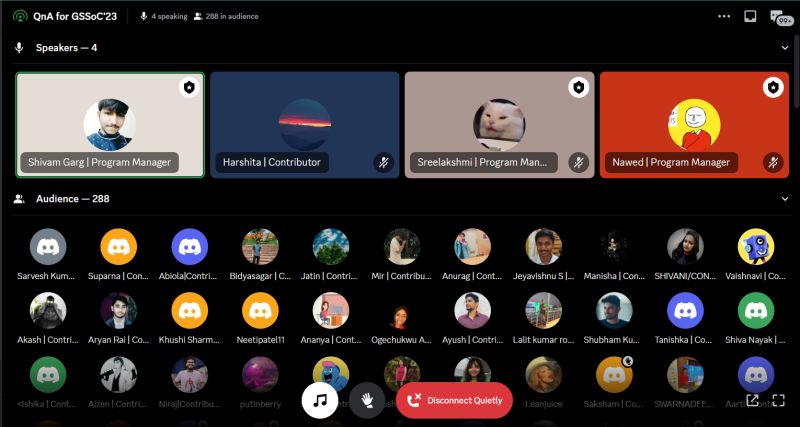 QnA for GSSoC'23
4 speaking
288 in audience
99+
Speakers — 4
Shivam Garg | Program Manager
Harshita | Contributor
Sreelakshmi | Program Man...
Nawed | Program Manager
Audience — 288
Sarvesh Kum...
Suparna | Con...
Abiola|Contri...
Bidyasagar | C...
Jatin | Contri...
Mir | Contribu...
Anurag | Cont...
Jeyavishnu S |...
Manisha | Con...
SHIVANI/CON...
Vaishnavi | Co...
Akash | Contri...
Aryan Rai | Co...
Khushi Sharm...
Neetipatel11
Ananya | Conti...
Ogechukwu A...
Ayush | Contri...
Lalit kumar ro...
Shubham Ku...
Tanishka | Co...
Shiva Nayak | ...
<Ishika | Cont...
Aizen | Contri...
Niraj|Contribut...
putinberry
Leanjuice
Saksham | Co...
SWARNADEE...
Aarti
Disconnect Quietly